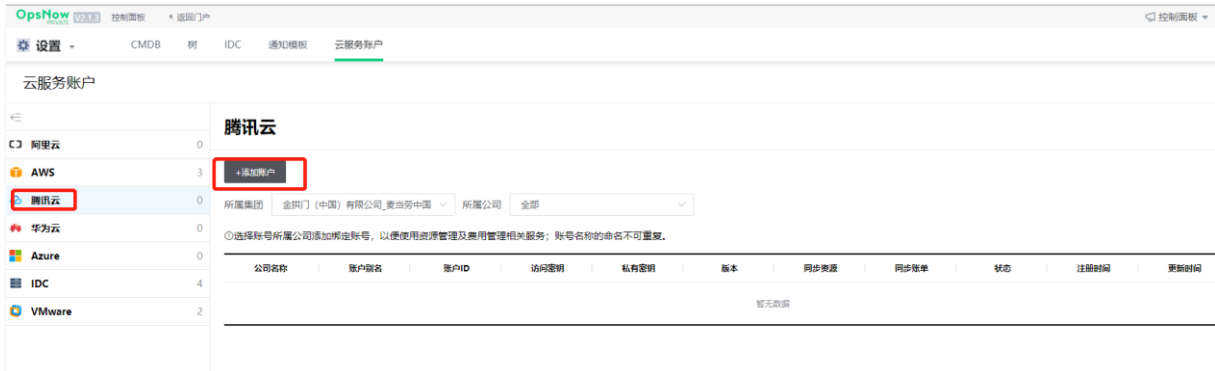 OpsNow PRIVATE V2.1.3 控制面板 返回门户 控制面板
设置 CMDB 树 IDC 通知模板 云服务账户
云服务账户
阿里云 0
AWS 3
腾讯云 0
华为云 0
Azure 0
IDC 4
VMware 2
腾讯云
+添加账户
所属集团 金拱门（中国）有限公司_麦当劳中国 所属公司 全部
①选择账号所属公司添加绑定账号，以便使用资源管理及费用管理相关服务；账号名称的命名不可重复。
公司名称 账户别名 账户ID 访问密钥 私有密钥 版本 同步资源 同步账单 状态 注册时间 更新时间
暂无数据